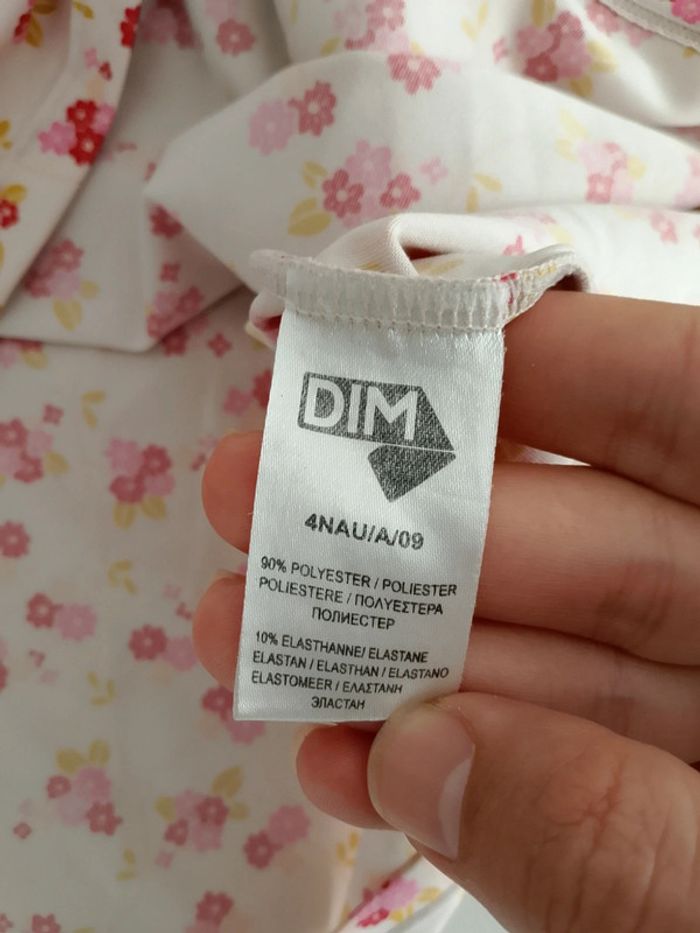 DIM
4NAU/A/09
90% POLYESTER / POLIESTER
POLIESTERE / ΠΟΛΥΕΣΤΕΡΑ
ПОЛИЕСТЕР
10% ELASTHANNE/ ELASTANE
ELASTAN / ELASTHAN / ELASTANO
ELASTOMEER / ΕΛΑΣΤΑΝΗ
ЭЛАСТАН